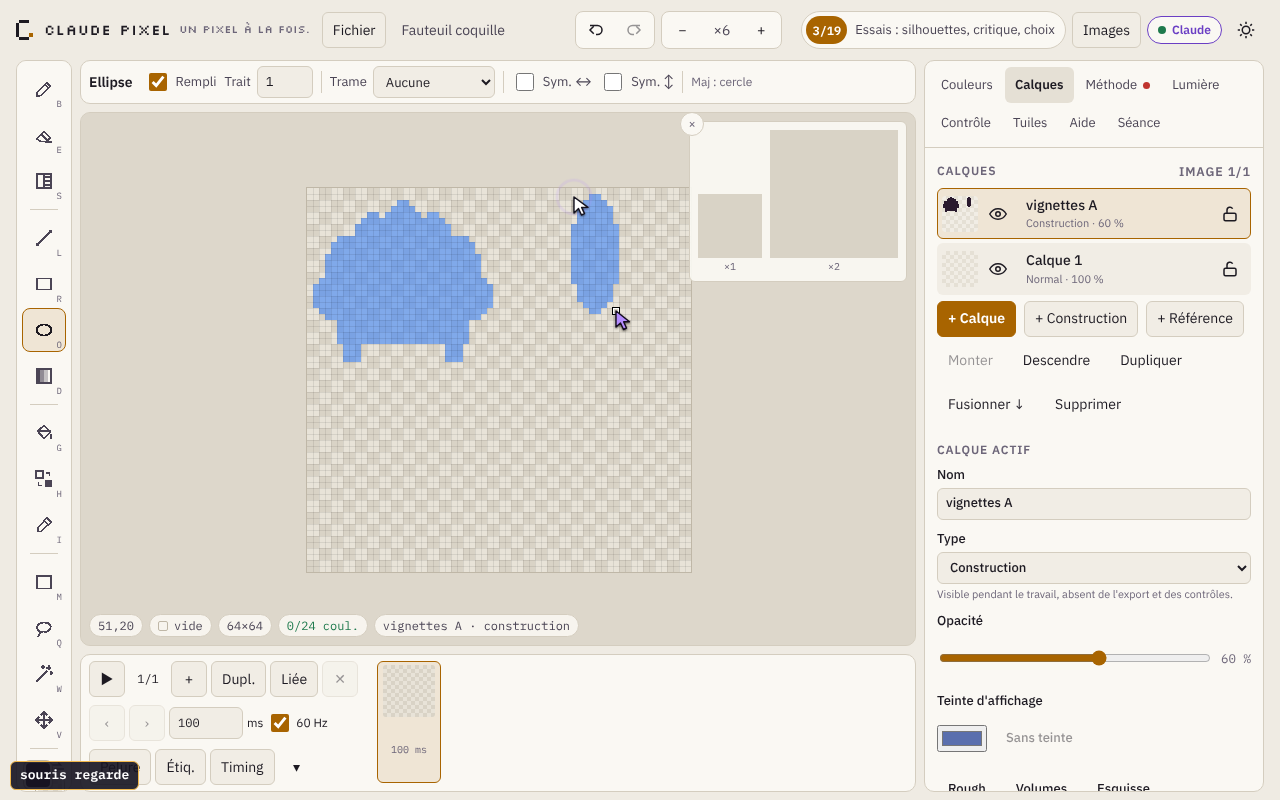 CLAUDE PIXEL UN PIXEL À LA FOIS. Fichier Fauteuil coquille − ×6 + 3/19 Essais : silhouettes, critique, choix Images Claude
Ellipse Rempli Trait 1 Trame Aucune Sym. ↔ Sym. ↕ Maj : cercle
B
E
S
L
R
O
D
G
H
I
M
Q
W
V
×
×1 ×2
51,20 vide 64×64 0/24 coul. vignettes A · construction
1/1 + Dupl. Liée ×
‹ › 100 ms 60 Hz
Étiq. Timing ▼
100 ms
souris regarde
Couleurs Calques Méthode Lumière
Contrôle Tuiles Aide Séance
CALQUES IMAGE 1/1
vignettes A
Construction · 60 %
Calque 1
Normal · 100 %
+ Calque + Construction + Référence
Monter Descendre Dupliquer
Fusionner ↓ Supprimer
CALQUE ACTIF
Nom
vignettes A
Type
Construction
Visible pendant le travail, absent de l'export et des contrôles.
Opacité
60 %
Teinte d'affichage
Sans teinte
Rough Volumes Esquisse